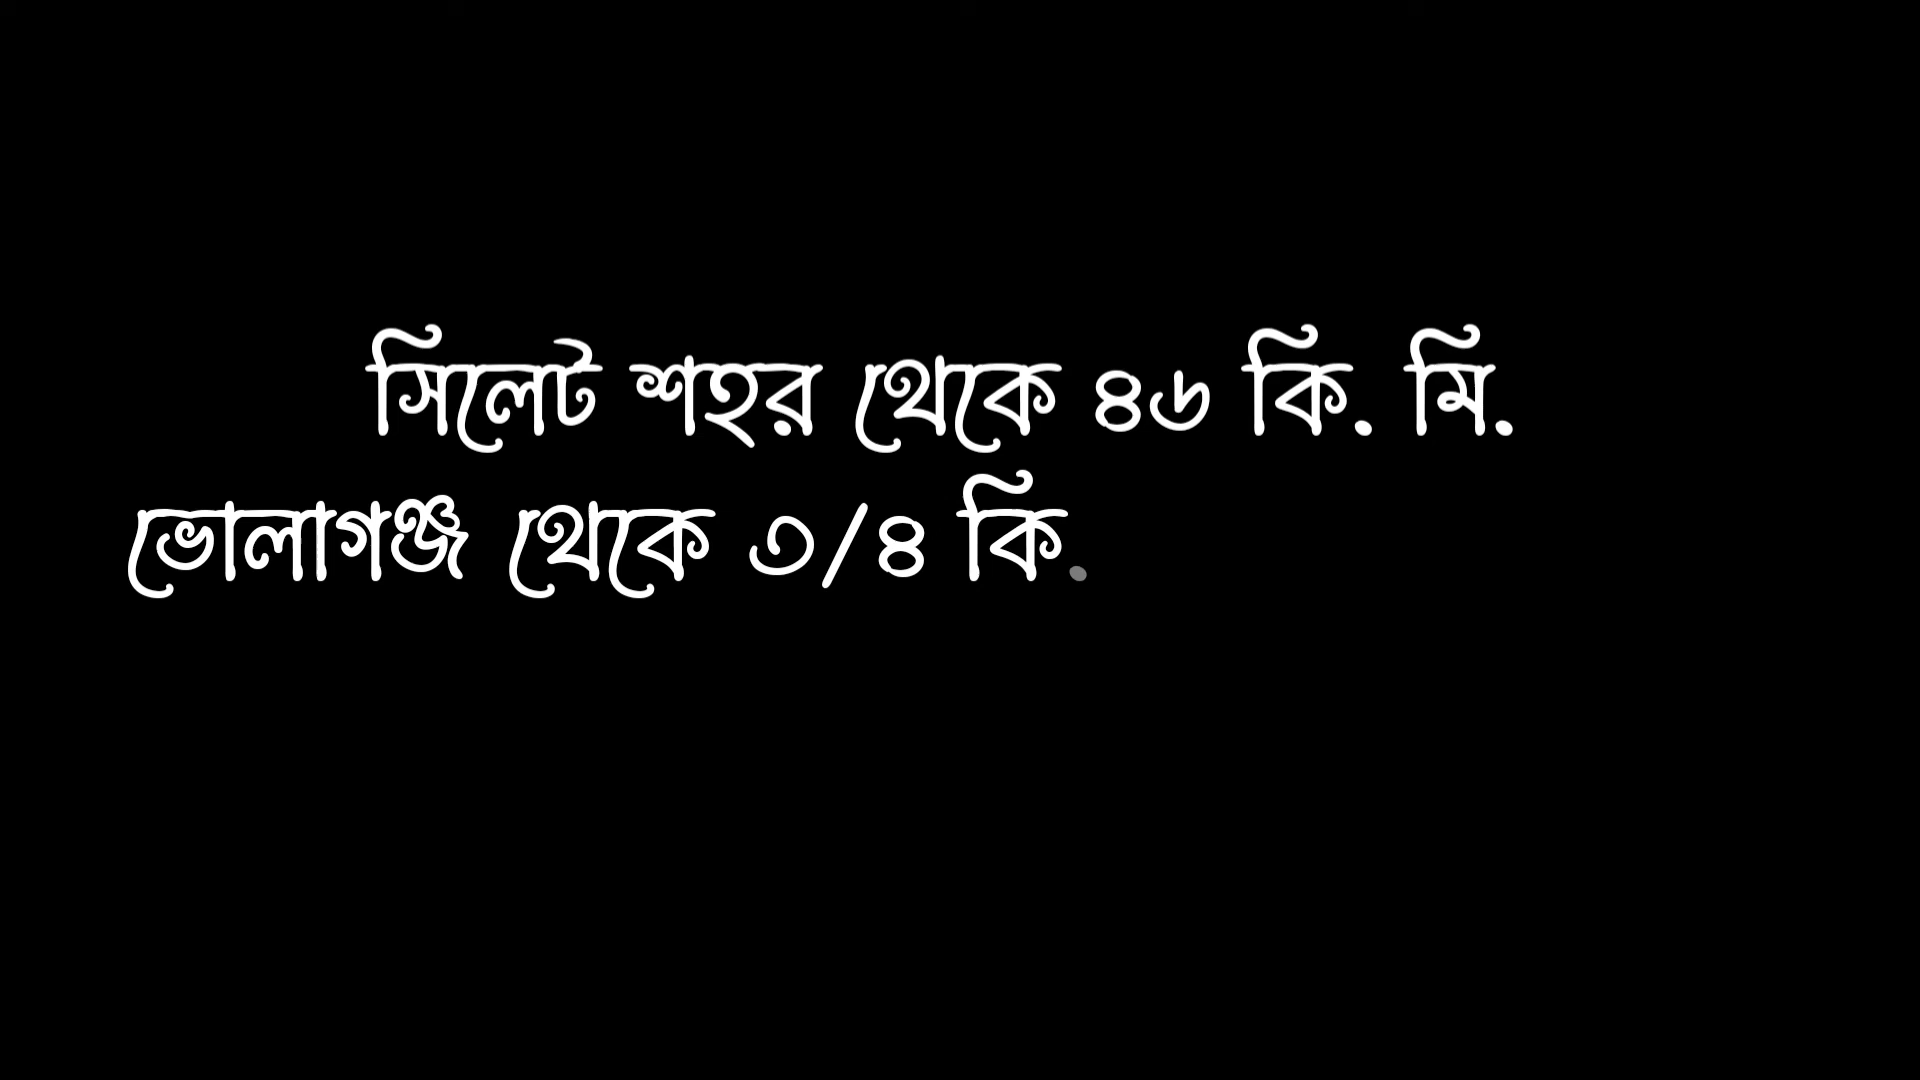 সিলেট শহর থেকে ৪৬ কি. মি.
ভোলাগঞ্জ থেকে ৩/৪ কি.